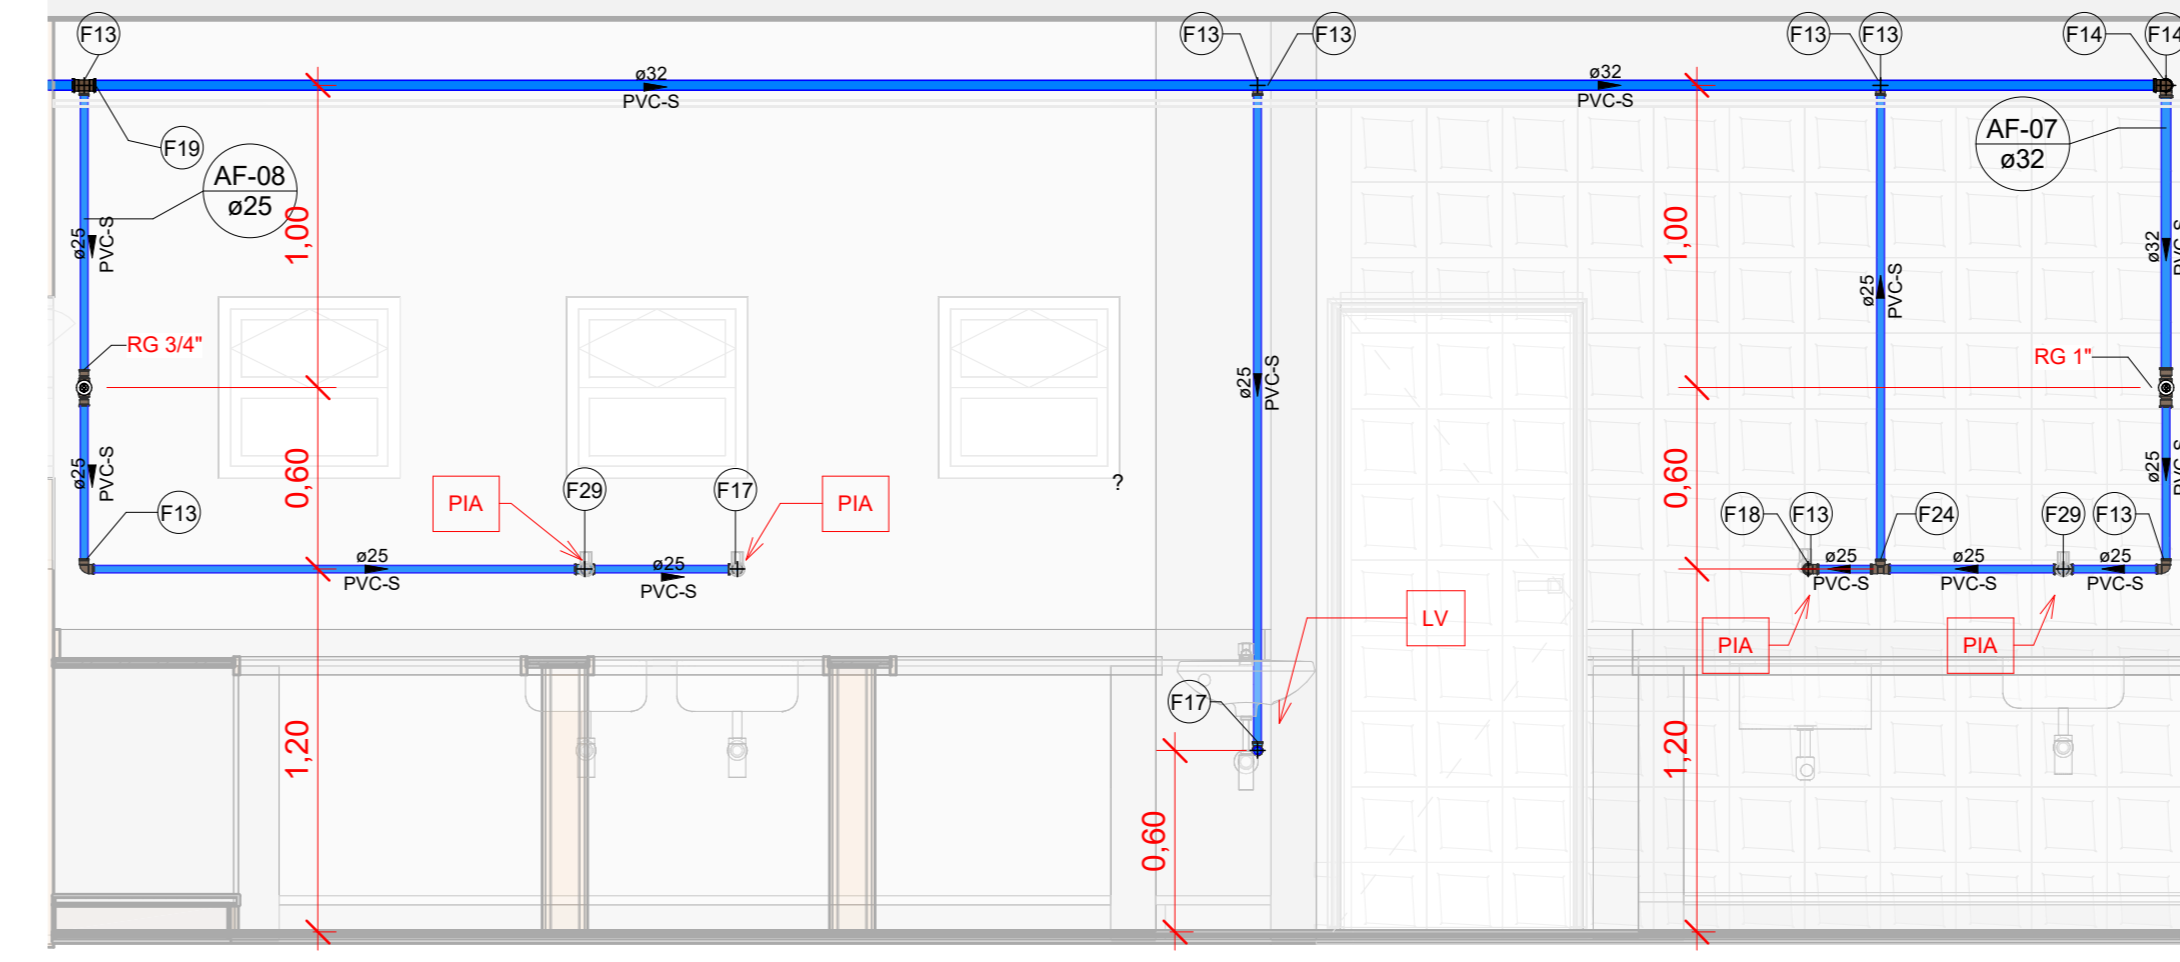 F13
F13
F13
F13
F13
F14
F14
ø32
PVC-S
ø32
PVC-S
F19
AF-08
ø25
AF-07
ø32
1,00
1,00
ø25
PVC-S
ø25
PVC-S
ø32
PVC-S
RG 3/4"
RG 1"
ø25
PVC-S
0,60
0,60
ø25
PVC-S
ø25
PVC-S
PIA
F29
F17
PIA
?
F13
F18
F13
F24
F29
F13
ø25
PVC-S
ø25
PVC-S
ø25
PVC-S
ø25
PVC-S
ø25
PVC-S
LV
PIA
PIA
F17
1,20
1,20
0,60